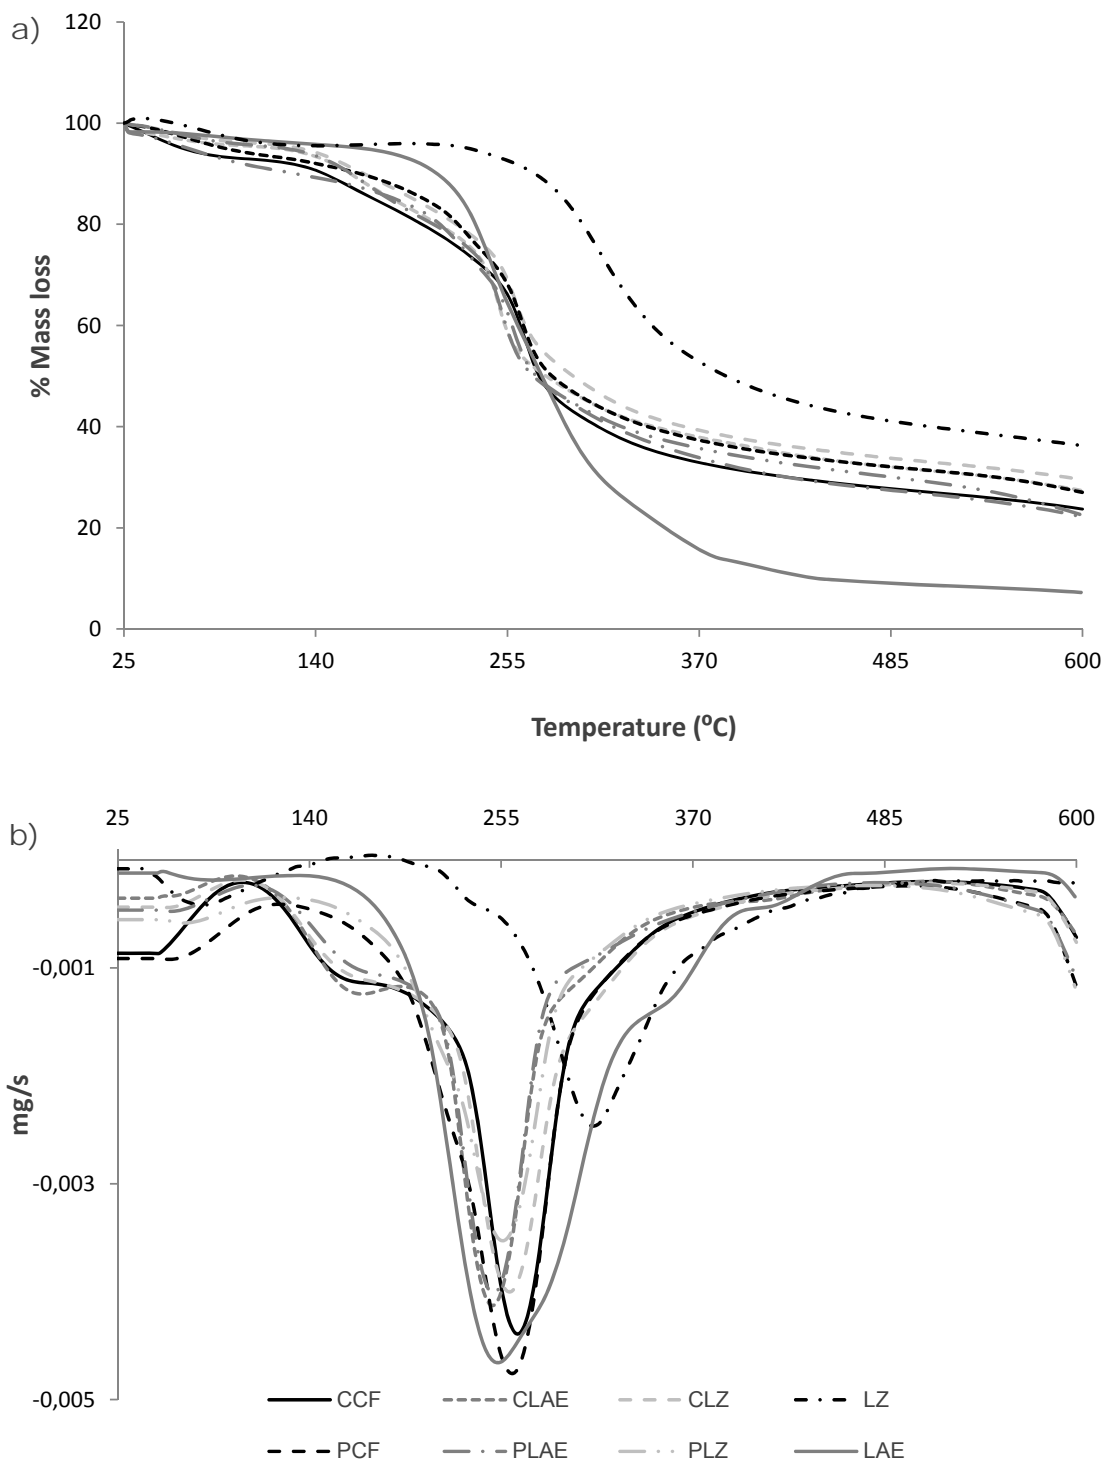 a)
120
100
80
60
40
20
0
% Mass loss
25 140 255 370 485 600
Temperature (ºC)
b)
25 140 255 370 485 600
-0,001
-0,003
-0,005
mg/s
CCF CLAE CLZ LZ
PCF PLAE PLZ LAE